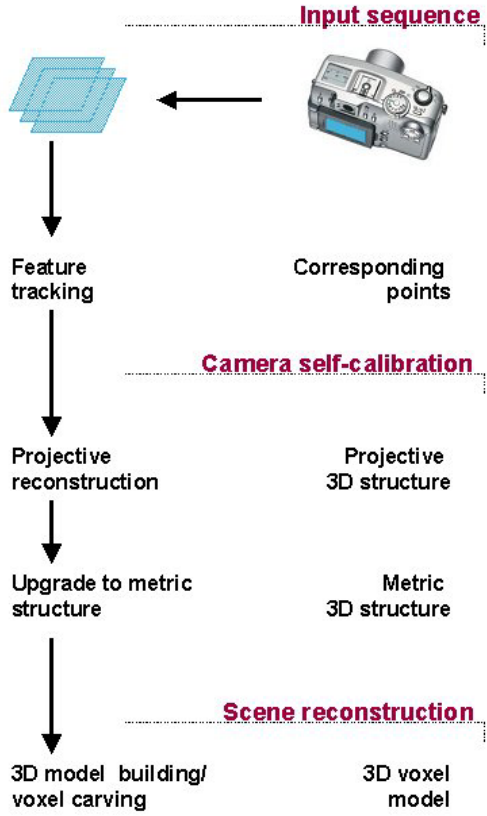 Input sequence
Feature
tracking
Corresponding
points
Camera self-calibration
Projective
reconstruction
Projective
3D structure
Upgrade to metric
structure
Metric
3D structure
Scene reconstruction
3D model building/
voxel carving
3D voxel
model